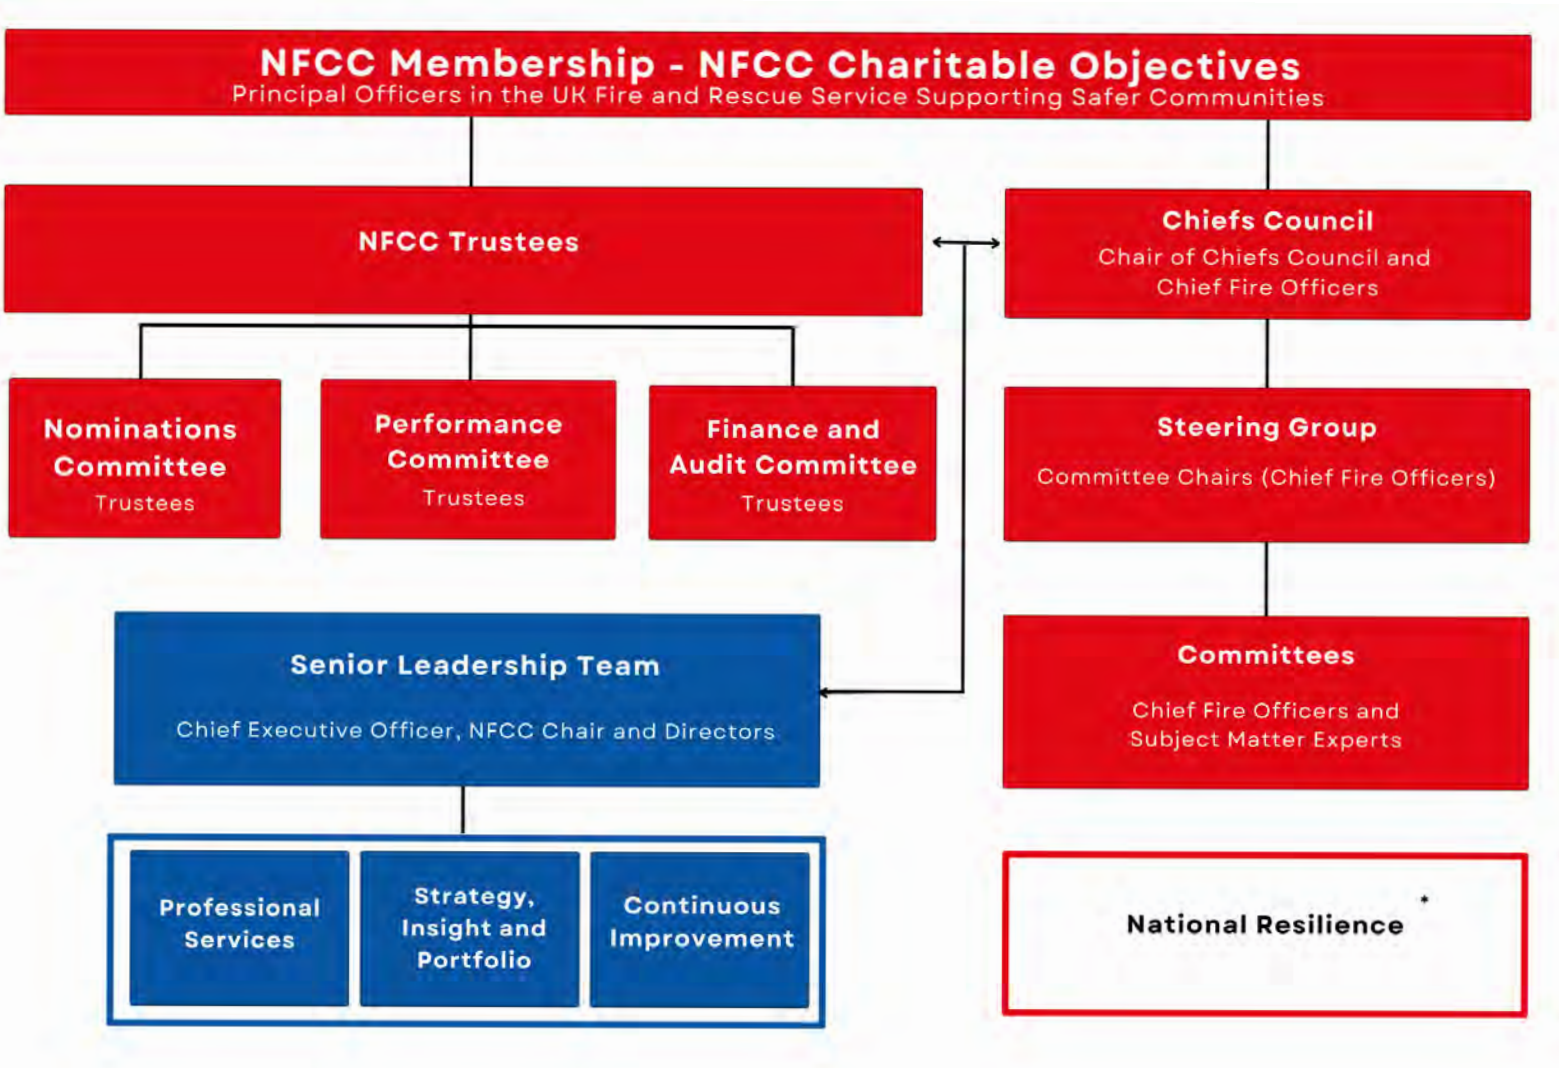 NFCC Membership - NFCC Charitable Objectives
Principal Officers in the UK Fire and Rescue Service Supporting Safer Communities
NFCC Trustees
Chiefs Council
Chair of Chiefs Council and
Chief Fire Officers
Nominations
Committee
Trustees
Performance
Committee
Trustees
Finance and
Audit Committee
Trustees
Steering Group
Committee Chairs (Chief Fire Officers)
Senior Leadership Team
Chief Executive Officer, NFCC Chair and Directors
Committees
Chief Fire Officers and
Subject Matter Experts
Professional
Services
Strategy,
Insight and
Portfolio
Continuous
Improvement
National Resilience *